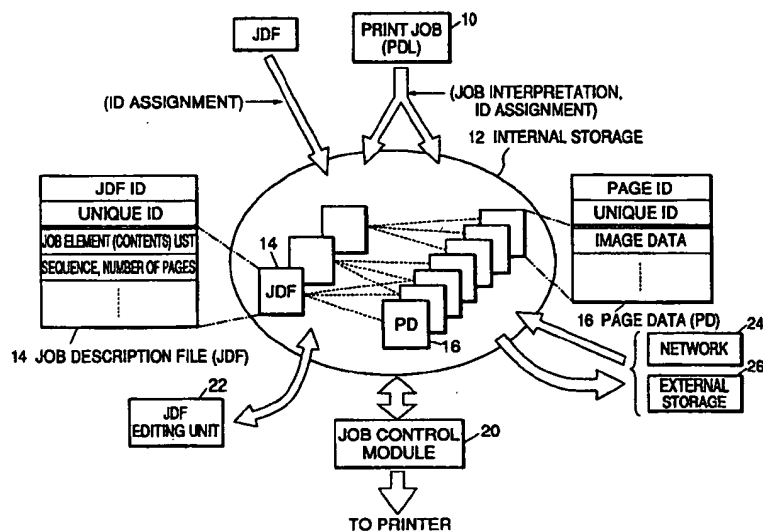 JDF
PRINT JOB
(PDL)
10
(ID ASSIGNMENT)
(JOB INTERPRETATION,
ID ASSIGNMENT)
12 INTERNAL STORAGE
JDF ID
UNIQUE ID
JOB ELEMENT (CONTENTS) LIST
SEQUENCE, NUMBER OF PAGES
14 JOB DESCRIPTION FILE (JDF)
14
JDF
PD
16
PAGE ID
UNIQUE ID
IMAGE DATA
16 PAGE DATA (PD)
24
NETWORK
26
EXTERNAL
STORAGE
22
JDF
EDITING UNIT
JOB CONTROL
MODULE
20
TO PRINTER